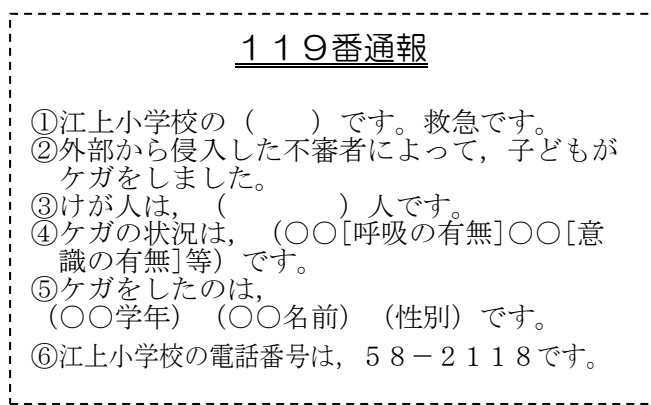 119番通報
①江上小学校の（　　）です。救急です。
②外部から侵入した不審者によって，子どもが
ケガをしました。
③けが人は，（　　　　）人です。
④ケガの状況は，（○○[呼吸の有無]○○[意
識の有無]等）です。
⑤ケガをしたのは，
（○○学年）（○○名前）（性別）です。
⑥江上小学校の電話番号は，５８－２１１８です。